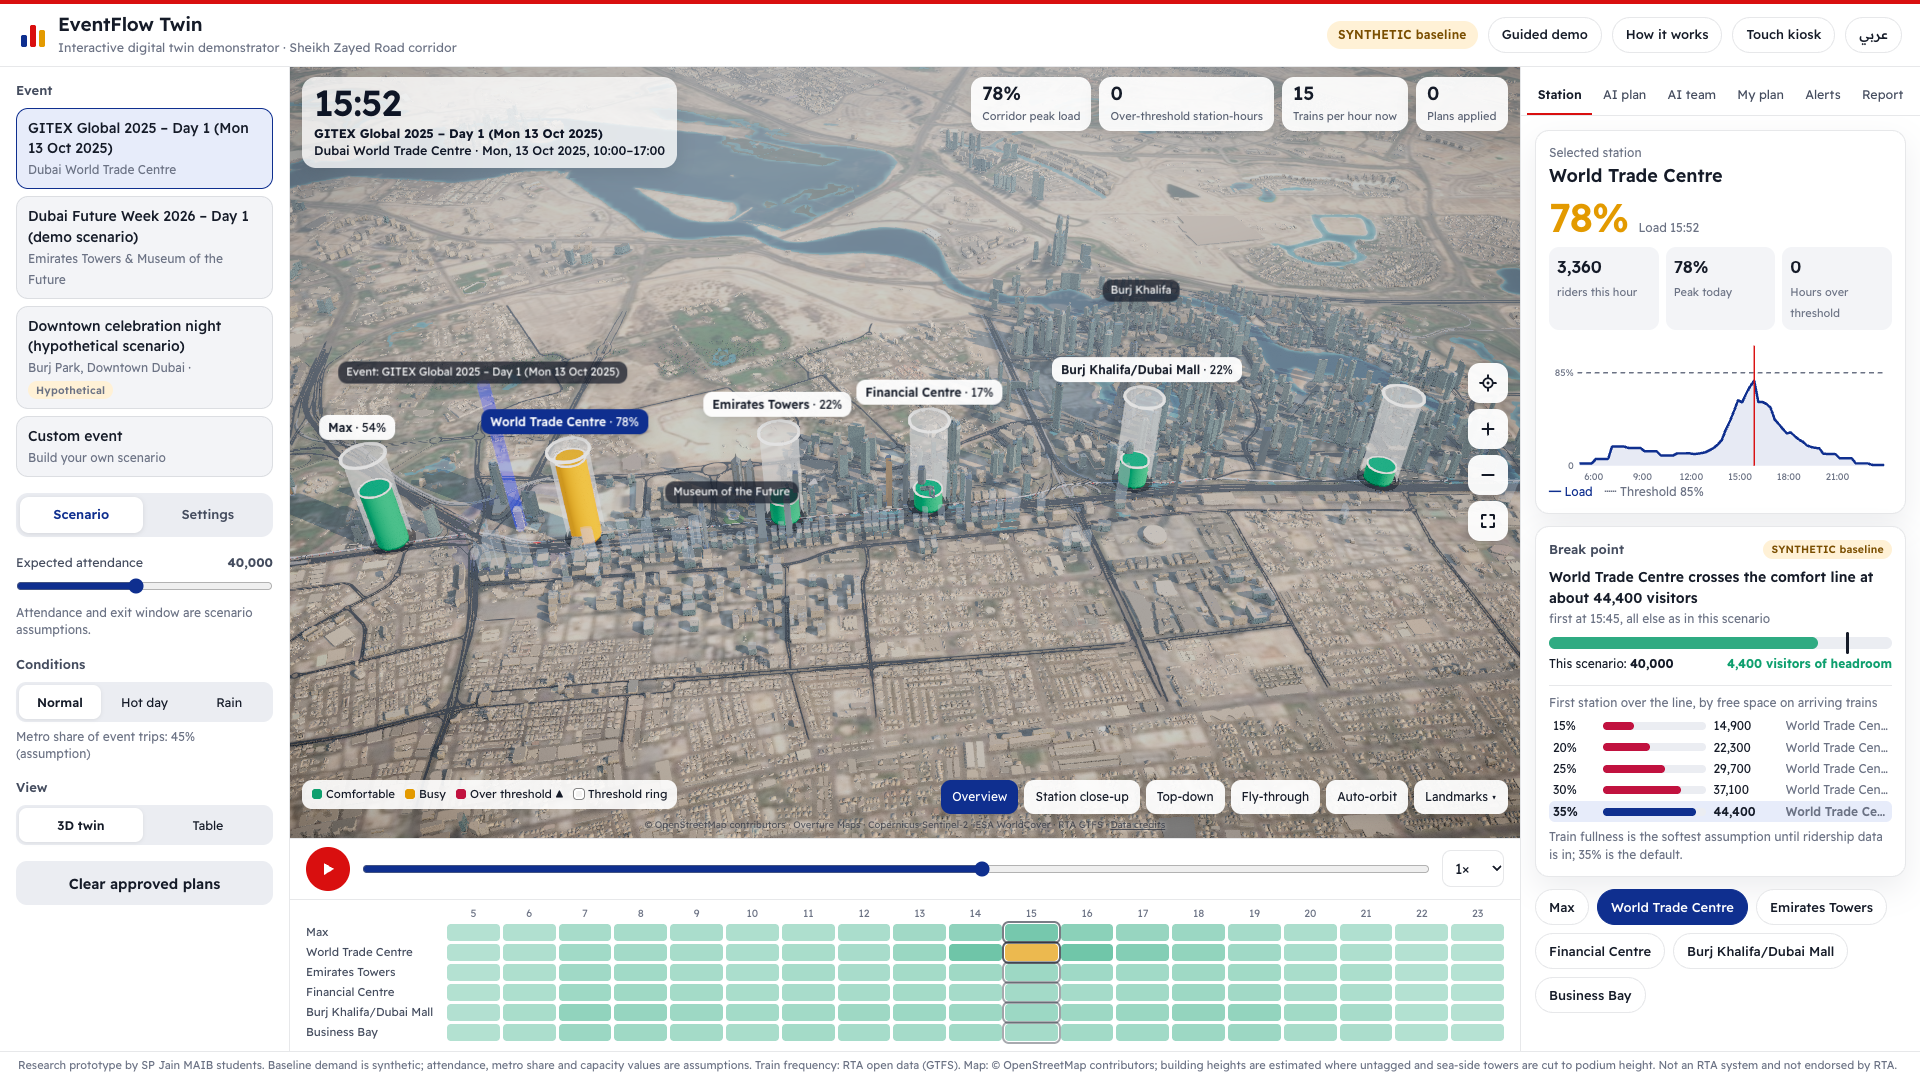 EventFlow Twin
Interactive digital twin demonstrator · Sheikh Zayed Road corridor
SYNTHETIC baseline
Guided demo
How it works
Touch kiosk
عربي
Event
GITEX Global 2025 – Day 1 (Mon
13 Oct 2025)
Dubai World Trade Centre
Dubai Future Week 2026 – Day 1
(demo scenario)
Emirates Towers & Museum of the
Future
Downtown celebration night
(hypothetical scenario)
Burj Park, Downtown Dubai ·
Hypothetical
Custom event
Build your own scenario
Scenario
Settings
Expected attendance
40,000
Attendance and exit window are scenario
assumptions.
Conditions
Normal
Hot day
Rain
Metro share of event trips: 45%
(assumption)
View
3D twin
Table
Clear approved plans
15:52
GITEX Global 2025 – Day 1 (Mon 13 Oct 2025)
Dubai World Trade Centre · Mon, 13 Oct 2025, 10:00–17:00
78%
Corridor peak load
0
Over-threshold station-hours
15
Trains per hour now
0
Plans applied
Burj Khalifa
Event: GITEX Global 2025 – Day 1 (Mon 13 Oct 2025)
Burj Khalifa/Dubai Mall · 22%
Financial Centre · 17%
Emirates Towers · 22%
World Trade Centre · 78%
Max · 54%
Museum of the Future
Comfortable
Busy
Over threshold ▲
Threshold ring
Overview
Station close-up
Top-down
Fly-through
Auto-orbit
Landmarks
© OpenStreetMap contributors · Overture Maps · Copernicus Sentinel-2 · ESA WorldCover · RTA GTFS · Data credits
1×
5 6 7 8 9 10 11 12 13 14 15 16 17 18 19 20 21 22 23
Max
World Trade Centre
Emirates Towers
Financial Centre
Burj Khalifa/Dubai Mall
Business Bay
Station
AI plan
AI team
My plan
Alerts
Report
Selected station
World Trade Centre
78% Load 15:52
3,360
riders this hour
78%
Peak today
0
Hours over
threshold
85%
0
6:00 9:00 12:00 15:00 18:00 21:00
Load
Threshold 85%
Break point
SYNTHETIC baseline
World Trade Centre crosses the comfort line at
about 44,400 visitors
first at 15:45, all else as in this scenario
This scenario: 40,000
4,400 visitors of headroom
First station over the line, by free space on arriving trains
15% 14,900 World Trade Cen...
20% 22,300 World Trade Cen...
25% 29,700 World Trade Cen...
30% 37,100 World Trade Cen...
35% 44,400 World Trade Ce...
Train fullness is the softest assumption until ridership data
is in; 35% is the default.
Max
World Trade Centre
Emirates Towers
Financial Centre
Burj Khalifa/Dubai Mall
Business Bay
Research prototype by SP Jain MAIB students. Baseline demand is synthetic; attendance, metro share and capacity values are assumptions. Train frequency: RTA open data (GTFS). Map: © OpenStreetMap contributors; building heights are estimated where untagged and sea-side towers are cut to podium height. Not an RTA system and not endorsed by RTA.